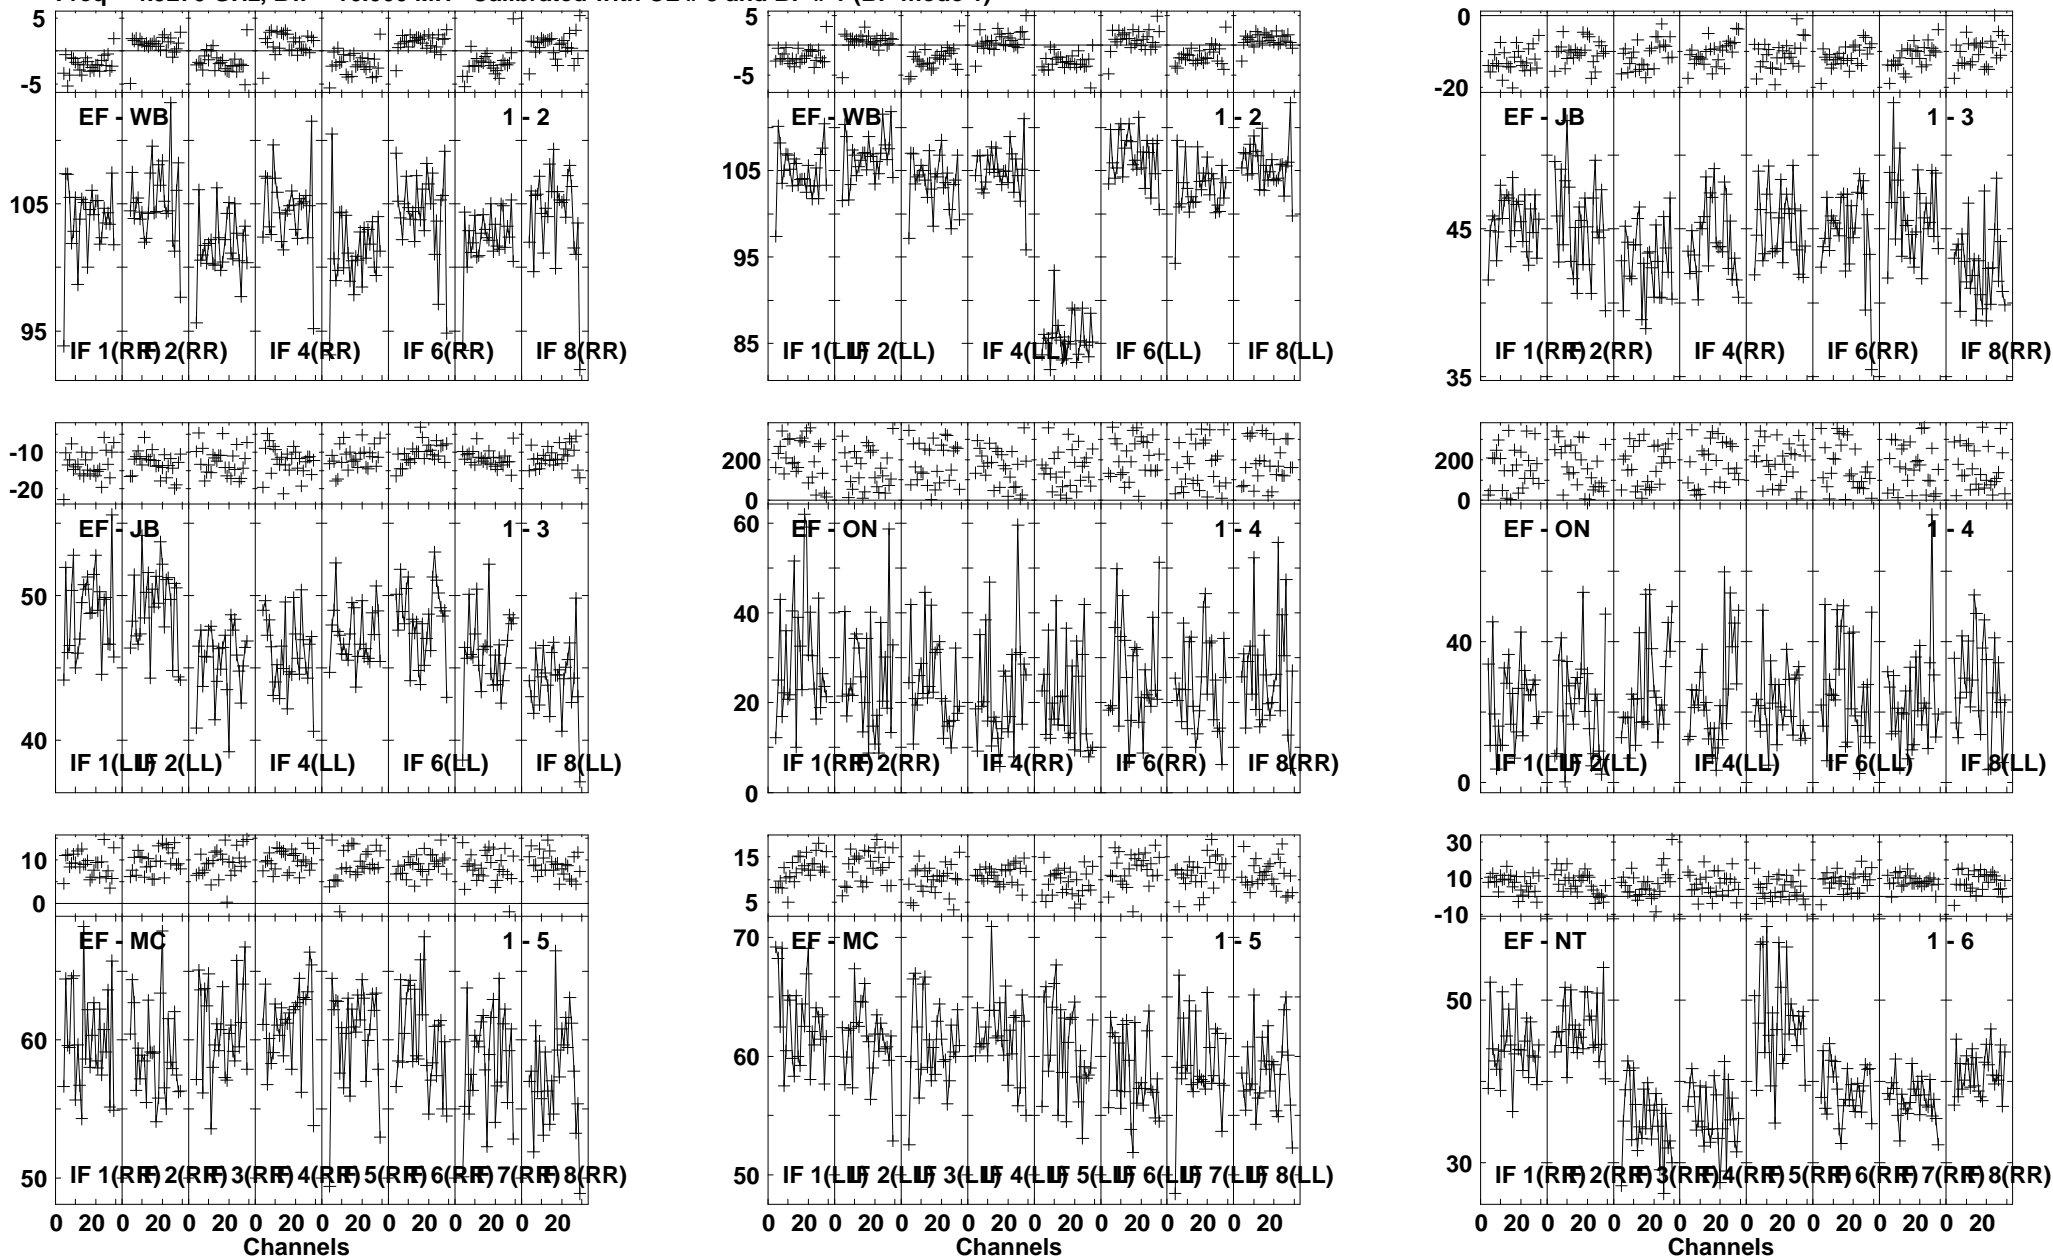 5 5 0
-5 -5 -20
EF - WB 1 - 2 EF - WB 1 - 2 EF - JB 1 - 3
105 105 45
95 95
85 35
IF 1(RR) IF 2(RR) IF 4(RR) IF 6(RR) IF 8(RR) IF 1(LL) IF 2(LL) IF 4(LL) IF 6(LL) IF 8(LL) IF 1(RR) IF 2(RR) IF 4(RR) IF 6(RR) IF 8(RR)
-10 200 200
-20 0 0
EF - JB 1 - 3 EF - ON 1 - 4 EF - ON 1 - 4
50 60 40
40 40 0
20
0
IF 1(LL) IF 2(LL) IF 4(LL) IF 6(LL) IF 8(LL) IF 1(RR) IF 2(RR) IF 4(RR) IF 6(RR) IF 8(RR) IF 1(LL) IF 2(LL) IF 4(LL) IF 6(LL) IF 8(LL)
10 15 30
0 5 10
-10
EF - MC 1 - 5 EF - MC 1 - 5 EF - NT 1 - 6
60 70 50
50 60 30
50
IF 1(RR) IF 2(RR) IF 3(RR) IF 4(RR) IF 5(RR) IF 6(RR) IF 7(RR) IF 8(RR) IF 1(LL) IF 2(LL) IF 3(LL) IF 4(LL) IF 5(LL) IF 6(LL) IF 7(LL) IF 8(LL) IF 1(RR) IF 2(RR) IF 3(RR) IF 4(RR) IF 5(RR) IF 6(RR) IF 7(RR) IF 8(RR)
0 20 0 20 0 20 0 20 0 20 0 20 0 20 0 20 0 20 0 20 0 20 0 20 0 20 0 20 0 20 0 20 0 20 0 20 0 20 0 20 0 20 0 20 0 20 0 20
Channels Channels Channels